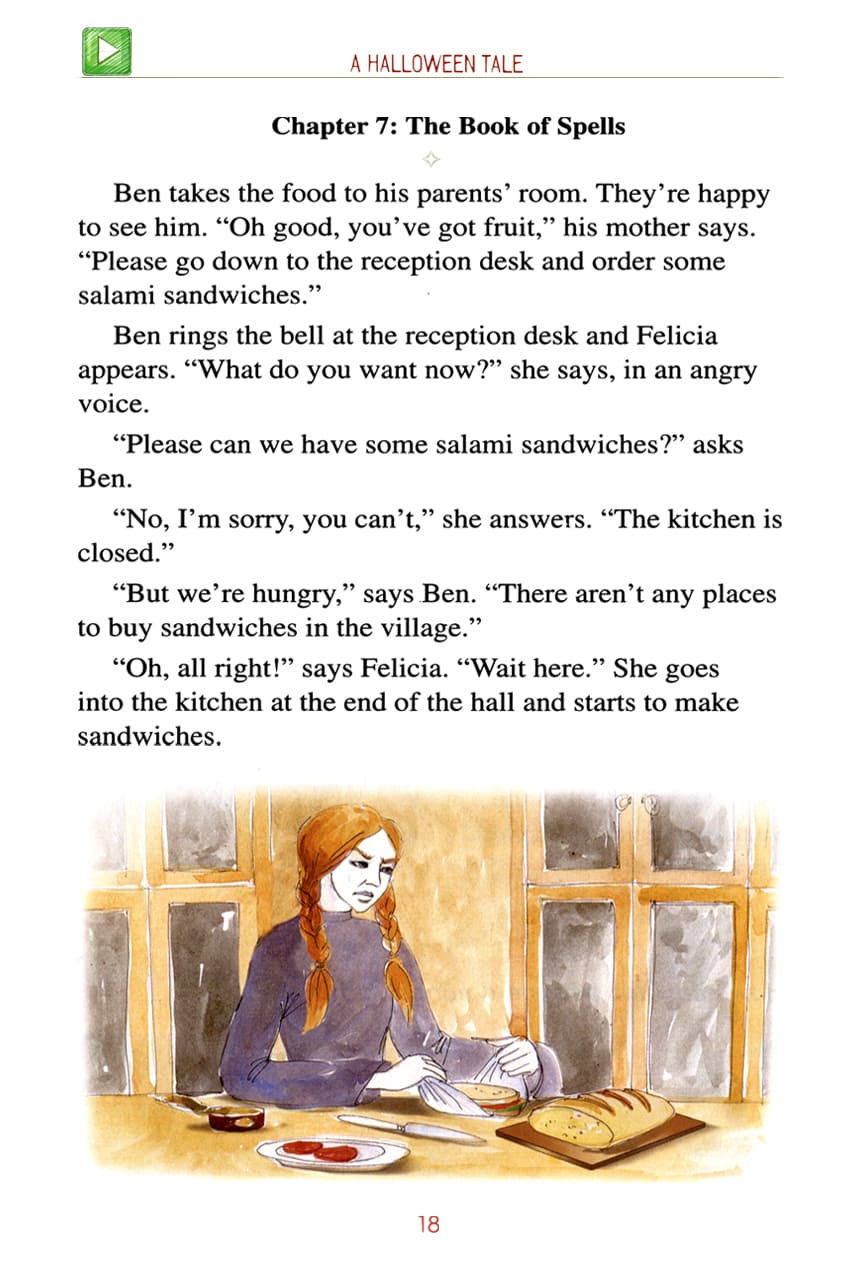 A HALLOWEEN TALE
Chapter 7: The Book of Spells
Ben takes the food to his parents’ room. They’re happy
to see him. “Oh good, you’ve got fruit,” his mother says.
“Please go down to the reception desk and order some
salami sandwiches.”
Ben rings the bell at the reception desk and Felicia
appears. “What do you want now?” she says, in an angry
voice.
“Please can we have some salami sandwiches?” asks
Ben.
“No, I’m sorry, you can’t,” she answers. “The kitchen is
closed.”
“But we’re hungry,” says Ben. “There aren’t any places
to buy sandwiches in the village.”
“Oh, all right!” says Felicia. “Wait here.” She goes
into the kitchen at the end of the hall and starts to make
sandwiches.
18